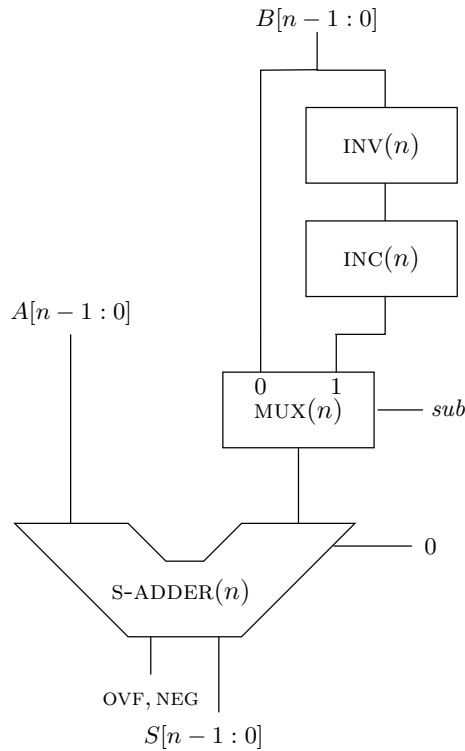 B[n − 1 : 0]
INV(n)
INC(n)
A[n − 1 : 0]
0 1
MUX(n)
sub
0
S-ADDER(n)
OVF, NEG
S[n − 1 : 0]